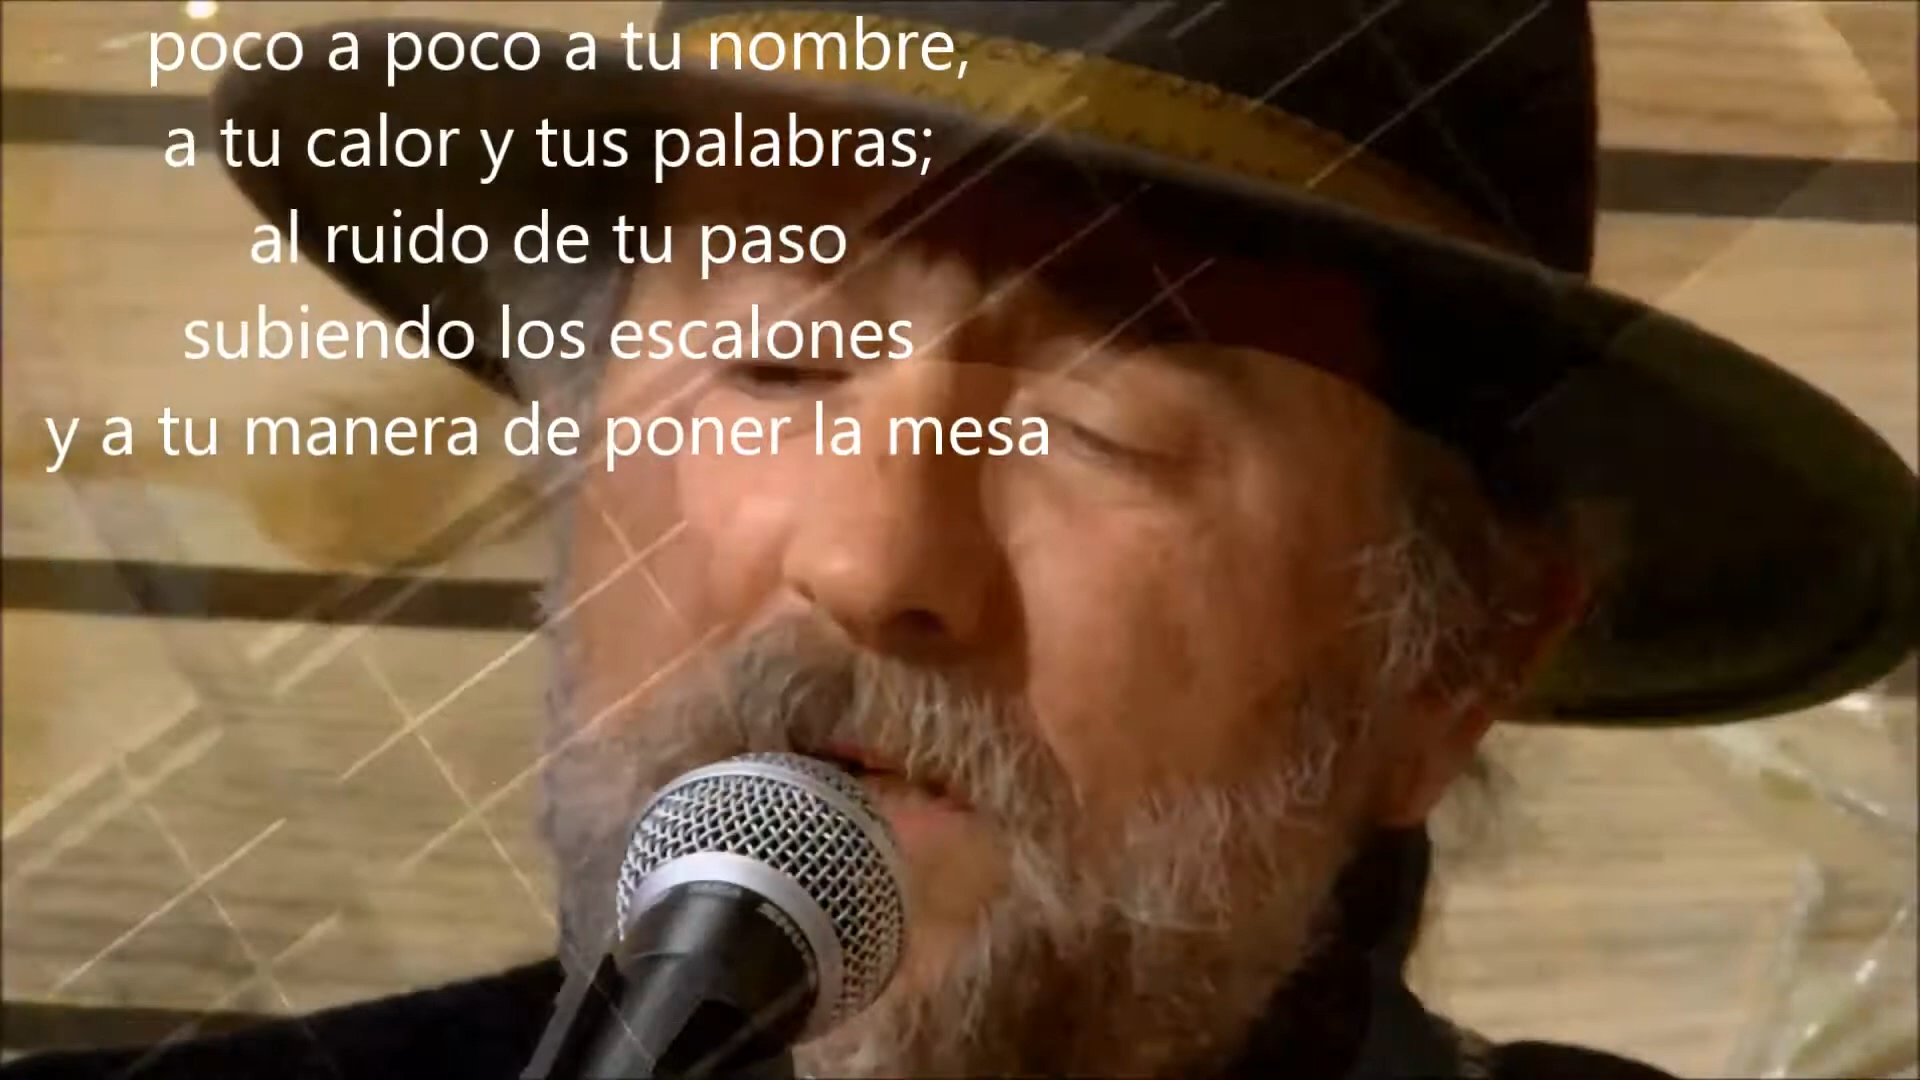 poco a poco a tu nombre,
a tu calor y tus palabras;
al ruido de tu paso
subiendo los escalones
y a tu manera de poner la mesa